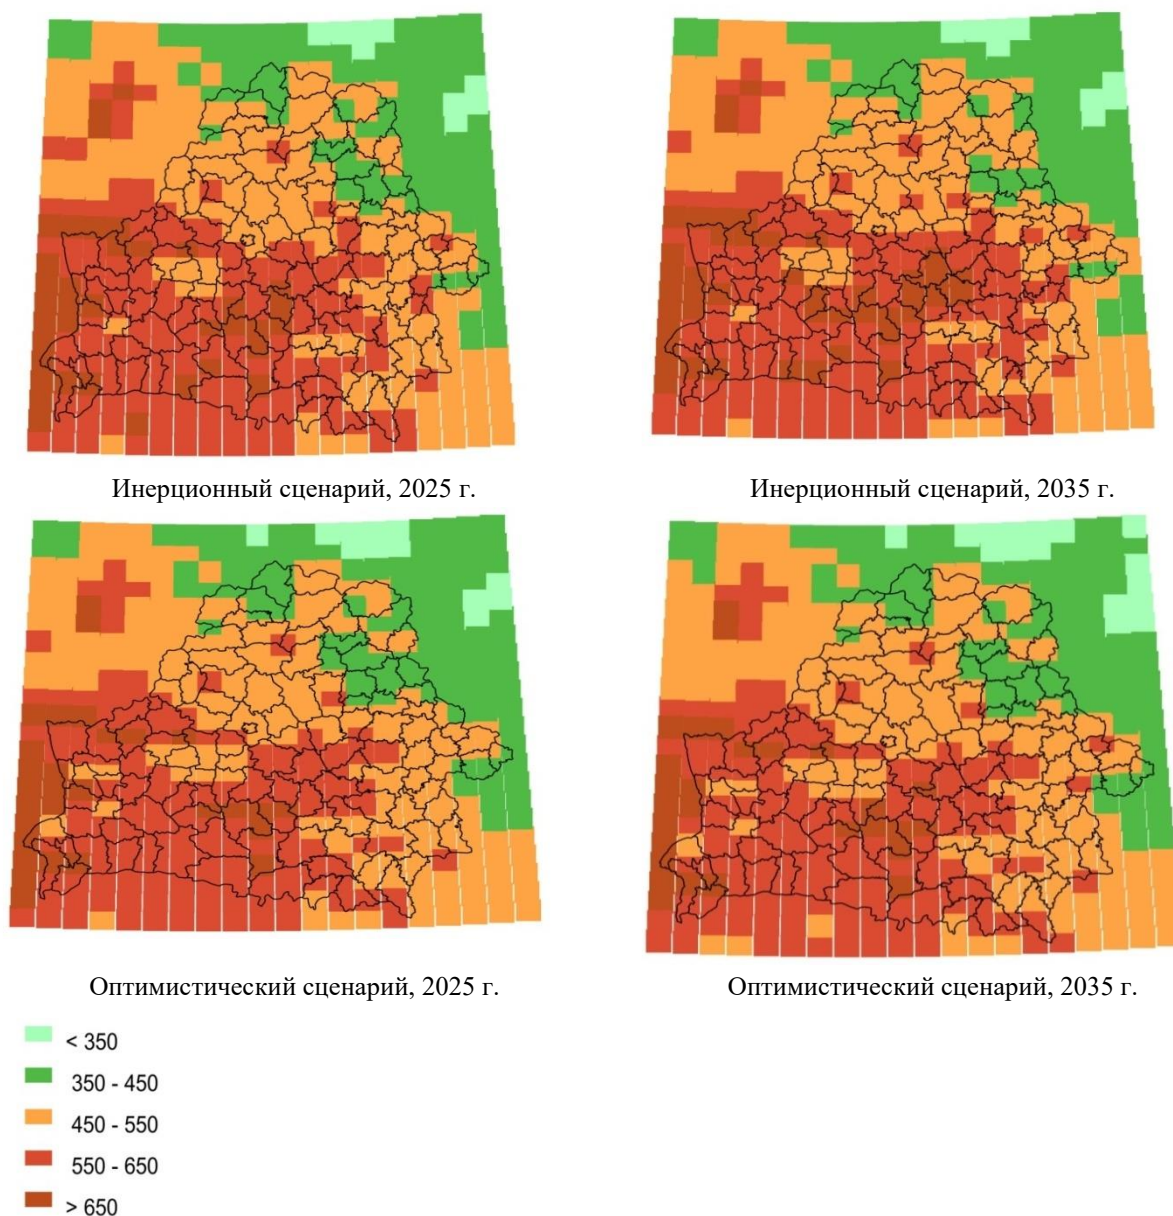 Инерционный сценарий, 2025 г.
Инерционный сценарий, 2035 г.
Оптимистический сценарий, 2025 г.
Оптимистический сценарий, 2035 г.
< 350
350 - 450
450 - 550
550 - 650
> 650